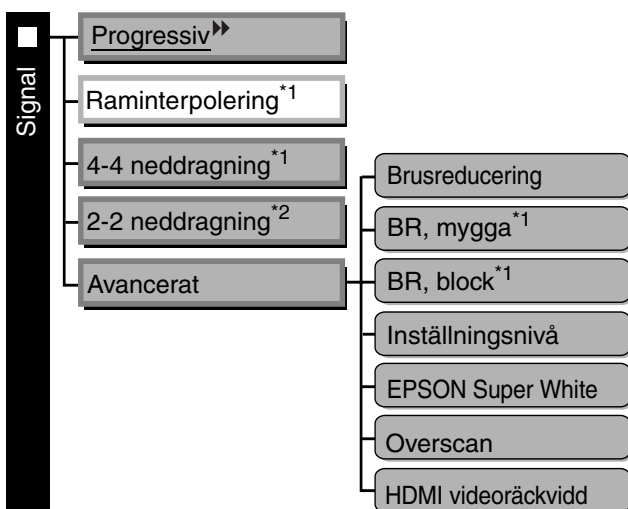 Signal
Progressiv▶▶
Raminterpolering*1
4-4 neddragning*1
2-2 neddragning*2
Avancerat
Brusreducering
BR, mygga*1
BR, block*1
Inställningsnivå
EPSON Super White
Overscan
HDMI videoräckvidd